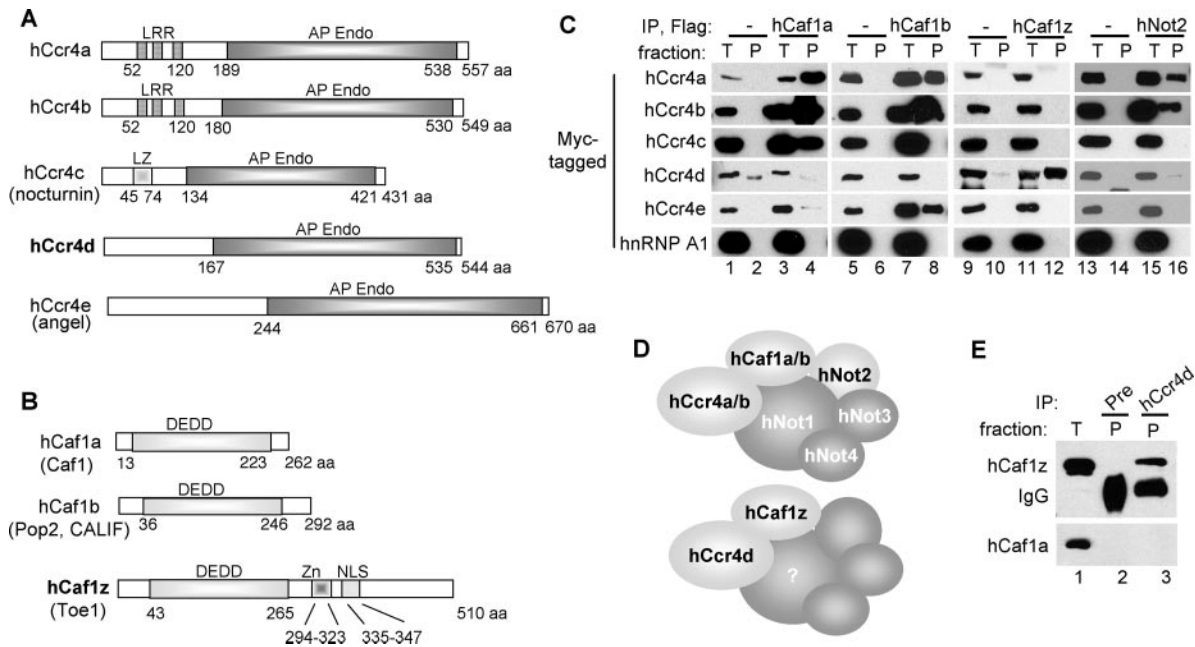 A
LRR
AP Endo
hCcr4a
52 120 189 538 557 aa
LRR
AP Endo
hCcr4b
52 120 180 530 549 aa
LZ
AP Endo
hCcr4c
(nocturnin)
45 74 134 421 431 aa
AP Endo
hCcr4d
167 535 544 aa
AP Endo
hCcr4e
(angel)
244 661 670 aa
B
DEDD
hCaf1a
(Caf1)
13 223 262 aa
DEDD
hCaf1b
(Pop2, CALIF)
36 246 292 aa
DEDD Zn NLS
hCaf1z
(Toe1)
43 265 510 aa
294-323 335-347
C
IP, Flag: - hCaf1a - hCaf1b - hCaf1z - hNot2
fraction: T P T P T P T P T P T P T P T P
Myc-
tagged
hCcr4a
hCcr4b
hCcr4c
hCcr4d
hCcr4e
hnRNP A1
1 2 3 4 5 6 7 8 9 10 11 12 13 14 15 16
D
hCaf1a/b
hNot2
hCcr4a/b
hNot1
hNot3
hNot4
hCaf1z
hCcr4d
?
E
IP: Pre hCcr4d
fraction: T P P
hCaf1z
IgG
hCaf1a
1 2 3